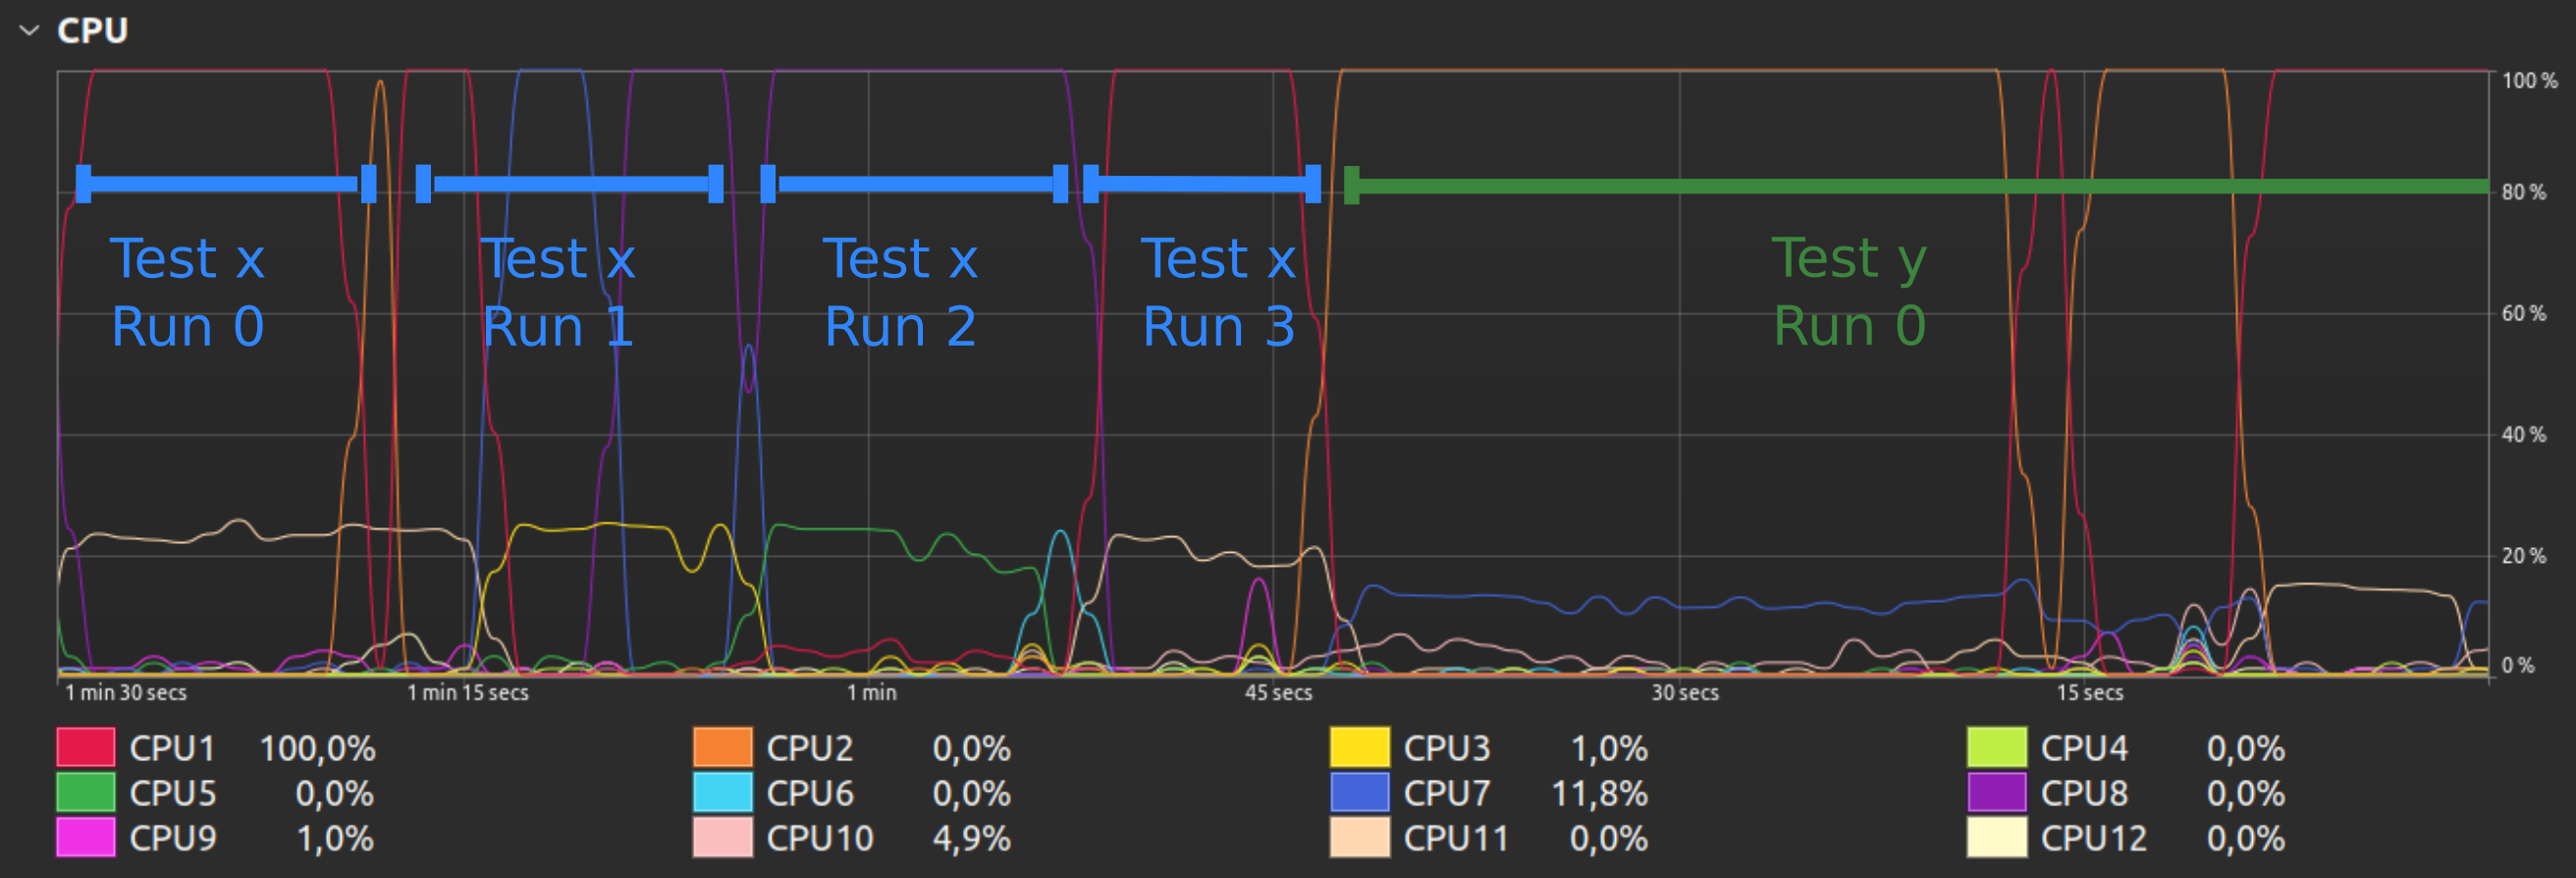 CPU
100 %
80 %
60 %
40 %
20 %
0 %
Test x
Run 0
Test x
Run 1
Test x
Run 2
Test x
Run 3
Test y
Run 0
1 min 30 secs 1 min 15 secs 1 min 45 secs 30 secs 15 secs
CPU1 100,0% CPU2 0,0% CPU3 1,0% CPU4 0,0%
CPU5 0,0% CPU6 0,0% CPU7 11,8% CPU8 0,0%
CPU9 1,0% CPU10 4,9% CPU11 0,0% CPU12 0,0%